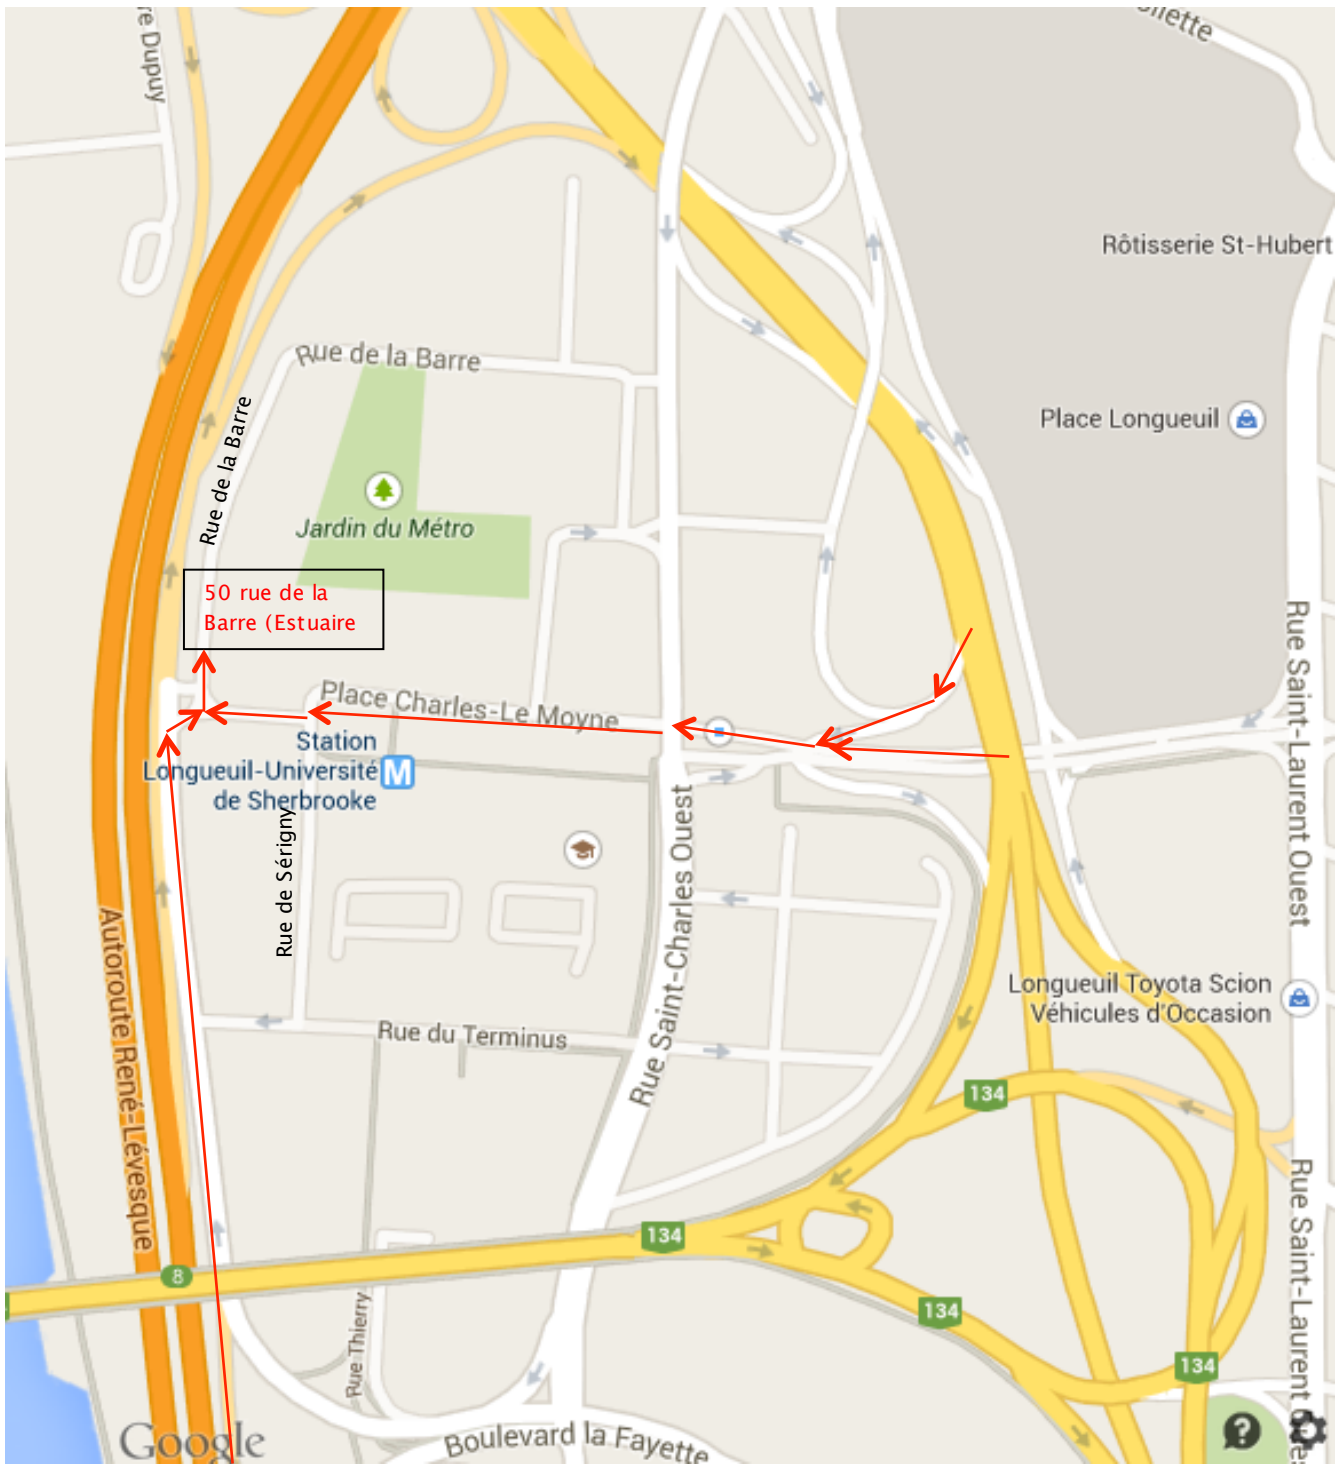 re Dupuy
ollette
Rôtisserie St-Hubert
Rue de la Barre
Rue de la Barre
Place Longueuil
Jardin du Métro
50 rue de la
Barre (Estuaire
Place Charles-Le Moyne
Station
Longueuil-Université
de Sherbrooke
M
Rue de Sérigny
Rue Saint-Charles Ouest
Rue Saint-Laurent Ouest
Autoroute René-Lévesque
Longueuil Toyota Scion
Véhicules d'Occasion
Rue du Terminus
134
134
8
134
134
Rue Thierry
Rue Saint-Laurent
Google
Boulevard la Fayette
?